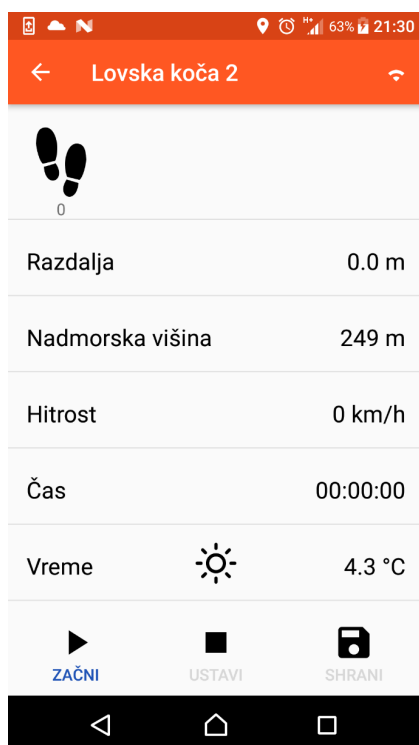 H+ 63% 21:30
Lovska koča 2
0
Razdalja 0.0 m
Nadmorska višina 249 m
Hitrost 0 km/h
Čas 00:00:00
Vreme 4.3 °C
ZAČNI USTAVI SHRANI